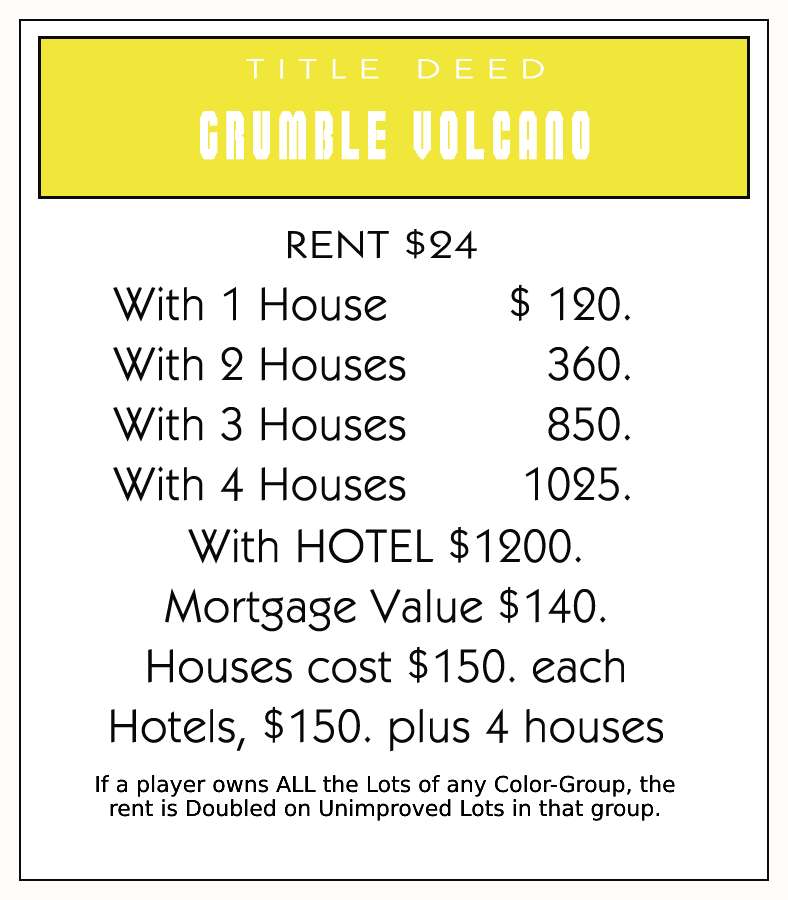 TITLE DEED
GRUMBLE VOLCANO
RENT $24
With 1 House $ 120.
With 2 Houses 360.
With 3 Houses 850.
With 4 Houses 1025.
With HOTEL $1200.
Mortgage Value $140.
Houses cost $150. each
Hotels, $150. plus 4 houses
If a player owns ALL the Lots of any Color-Group, the
rent is Doubled on Unimproved Lots in that group.